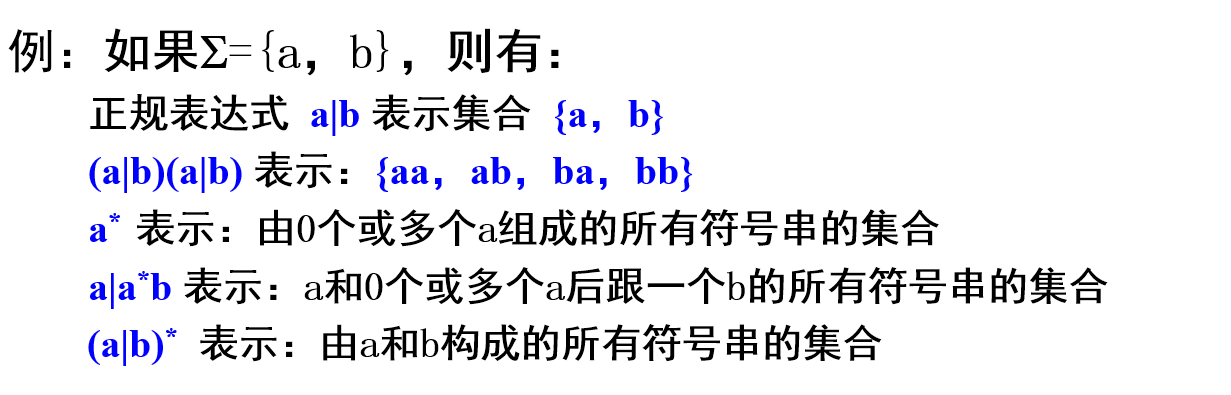 例：如果Σ={a，b}，则有：
正规表达式 a|b 表示集合 {a，b}
(a|b)(a|b) 表示：{aa，ab，ba，bb}
a* 表示：由0个或多个a组成的所有符号串的集合
a|a*b 表示：a和0个或多个a后跟一个b的所有符号串的集合
(a|b)* 表示：由a和b构成的所有符号串的集合